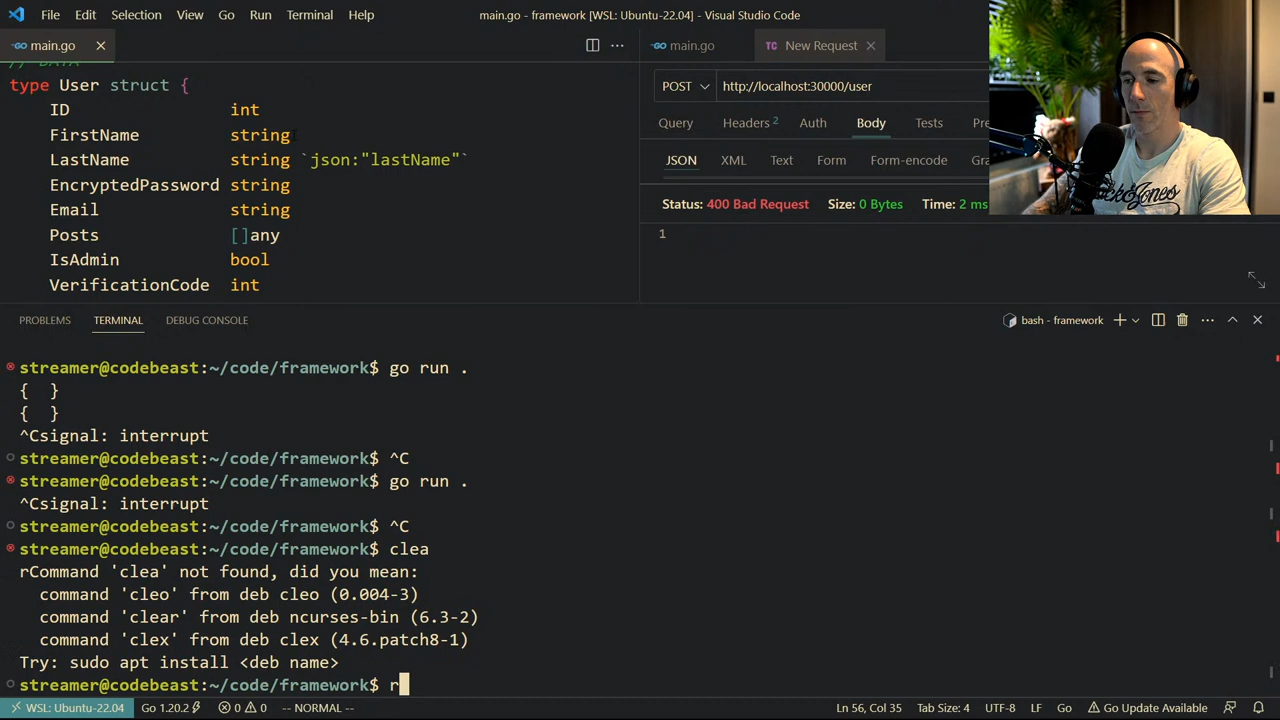 File Edit Selection View Go Run Terminal Help main.go - framework [WSL: Ubuntu-22.04] - Visual Studio Code
main.go
main.go
TC New Request
// DATA
type User struct {
ID int
FirstName string
LastName string `json:"lastName"`
EncryptedPassword string
Email string
Posts []any
IsAdmin bool
VerificationCode int
POST http://localhost:30000/user
Query Headers 2 Auth Body Tests Pre
JSON XML Text Form Form-encode
Status: 400 Bad Request Size: 0 Bytes Time: 2 ms
1
PROBLEMS TERMINAL DEBUG CONSOLE bash - framework
streamer@codebeast:~/code/framework$ go run .
{  }
{  }
^Csignal: interrupt
streamer@codebeast:~/code/framework$ ^C
streamer@codebeast:~/code/framework$ go run .
^Csignal: interrupt
streamer@codebeast:~/code/framework$ ^C
streamer@codebeast:~/code/framework$ clea
rCommand 'clea' not found, did you mean:
command 'cleo' from deb cleo (0.004-3)
command 'clear' from deb ncurses-bin (6.3-2)
command 'clex' from deb clex (4.6.patch8-1)
Try: sudo apt install <deb name>
streamer@codebeast:~/code/framework$ r
WSL: Ubuntu-22.04 Go 1.20.2 0 0 -- NORMAL -- Ln 56, Col 35 Tab Size: 4 UTF-8 LF Go Go Update Available